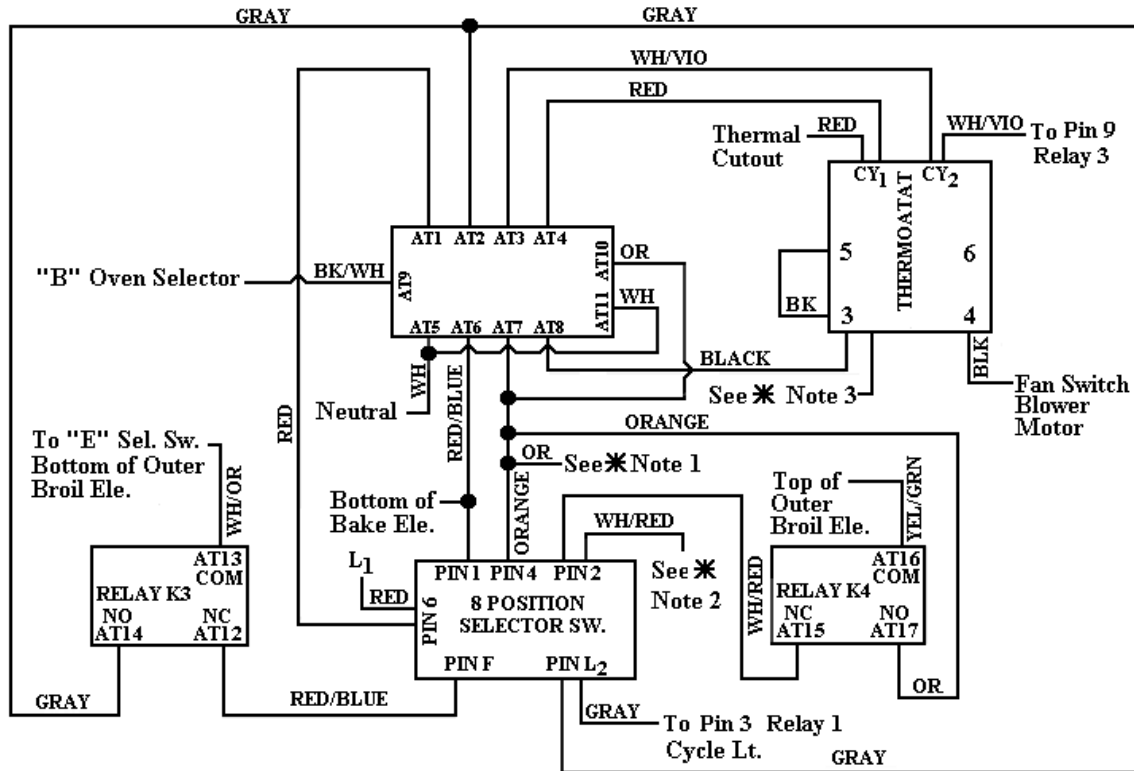 GRAY
GRAY
WH/VIO
RED
Thermal
Cutout
RED
WH/VIO
To Pin 9
Relay 3
CY1
CY2
THERMOATAT
5
6
3
4
BK
AT1
AT2
AT3
AT4
AT10
OR
"B" Oven Selector
BK/WH
AT9
AT11
WH
AT5
AT6
AT7
AT8
BLACK
BLK
See * Note 3
Fan Switch
Blower
Motor
WH
Neutral
RED
RED/BLUE
ORANGE
To "E" Sel. Sw.
Bottom of Outer
Broil Ele.
WH/OR
OR
See * Note 1
ORANGE
Top of
Outer
Broil Ele.
YEL/GRN
Bottom of
Bake Ele.
WH/RED
See *
Note 2
WH/RED
L1
RED
AT13
COM
RELAY K3
NO
NC
AT14
AT12
PIN 1
PIN 4
PIN 2
PIN 6
8 POSITION
SELECTOR SW.
PIN F
PIN L2
AT16
COM
RELAY K4
NC
NO
AT15
AT17
GRAY
RED/BLUE
GRAY
To Pin 3 Relay 1
Cycle Lt.
OR
GRAY